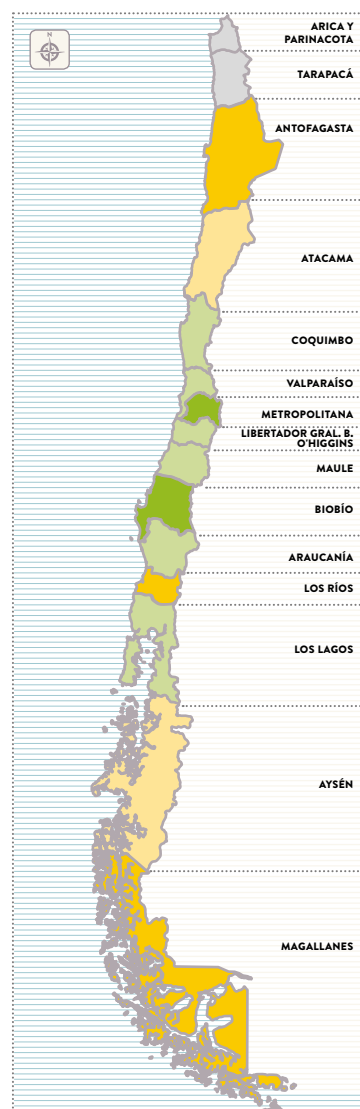 N
ARICA Y
PARINACOTA
TARAPACÁ
ANTOFAGASTA
ATACAMA
COQUIMBO
VALPARAÍSO
METROPOLITANA
LIBERTADOR GRAL. B.
O'HIGGINS
MAULE
BIOBÍO
ARAUCANÍA
LOS RÍOS
LOS LAGOS
AYSÉN
MAGALLANES